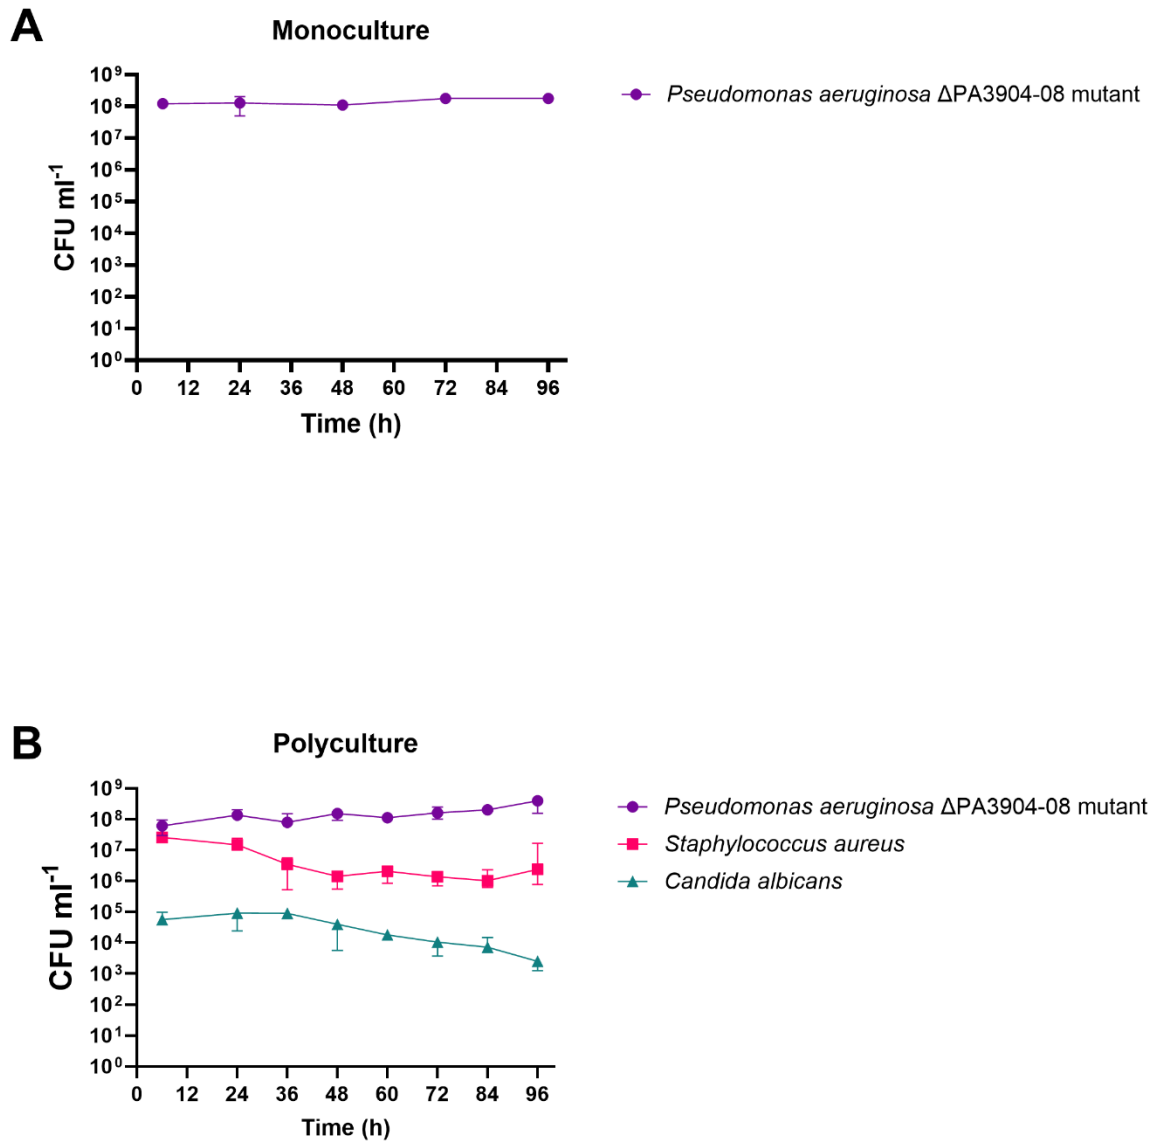 A
Monoculture
10⁹
10⁸
10⁷
10⁶
10⁵
10⁴
10³
10²
10¹
10⁰
CFU ml⁻¹
0 12 24 36 48 60 72 84 96
Time (h)
Pseudomonas aeruginosa ΔPA3904-08 mutant
B
Polyculture
10⁹
10⁸
10⁷
10⁶
10⁵
10⁴
10³
10²
10¹
10⁰
CFU ml⁻¹
0 12 24 36 48 60 72 84 96
Time (h)
Pseudomonas aeruginosa ΔPA3904-08 mutant
Staphylococcus aureus
Candida albicans